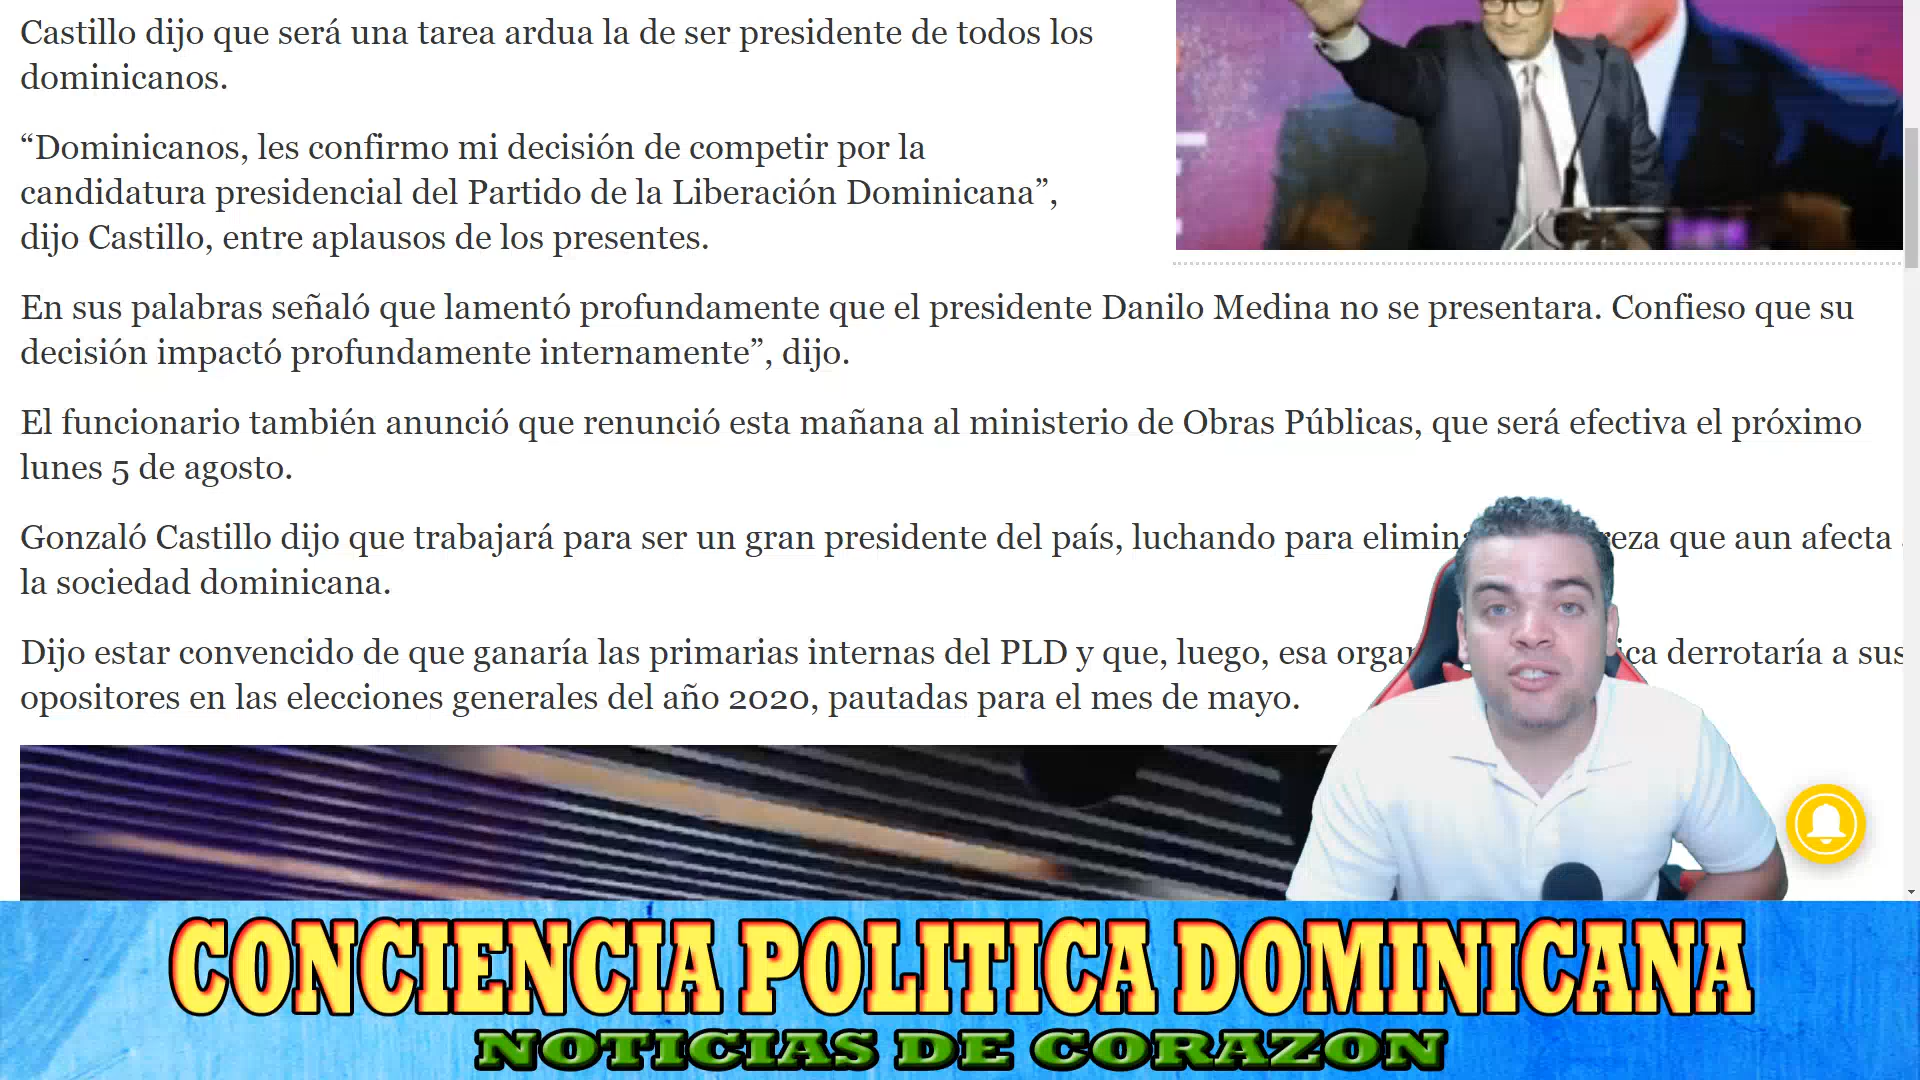 Castillo dijo que será una tarea ardua la de ser presidente de todos los
dominicanos.
“Dominicanos, les confirmo mi decisión de competir por la
candidatura presidencial del Partido de la Liberación Dominicana”,
dijo Castillo, entre aplausos de los presentes.
En sus palabras señaló que lamentó profundamente que el presidente Danilo Medina no se presentara. Confieso que su
decisión impactó profundamente internamente”, dijo.
El funcionario también anunció que renunció esta mañana al ministerio de Obras Públicas, que será efectiva el próximo
lunes 5 de agosto.
Gonzaló Castillo dijo que trabajará para ser un gran presidente del país, luchando para que aun afecta
la sociedad dominicana.
Dijo estar convencido de que ganaría las primarias internas del PLD y que, luego, esa derrotaría a sus
opositores en las elecciones generales del año 2020, pautadas para el mes de mayo.
CONCIENCIA POLITICA DOMINICANA
NOTICIAS DE CORAZON